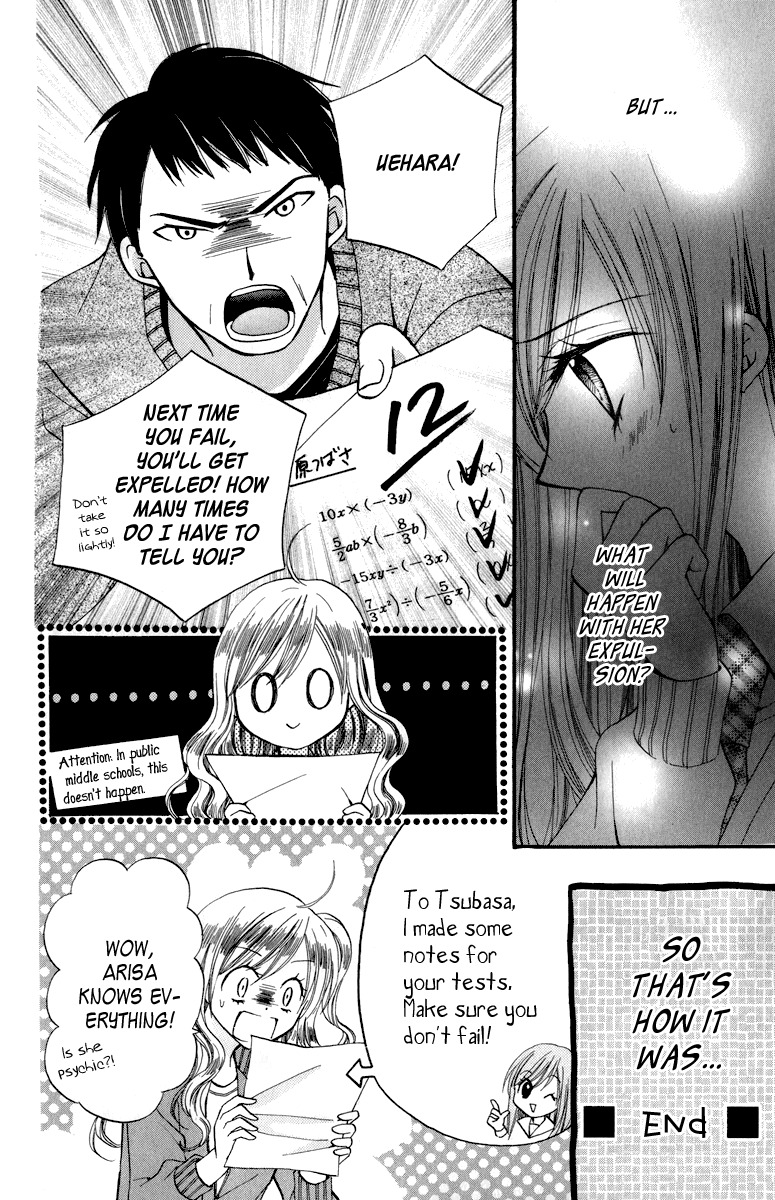 BUT...
WHAT
WILL
HAPPEN
WITH HER
EXPUL-
SION?
UEHARA!
NEXT TIME
YOU FAIL,
YOU'LL GET
EXPELLED! HOW
MANY TIMES
DO I HAVE TO
TELL YOU?
Don't
take
it so
lightly!
12
原つばさ
10x×(−3y)
5/2ab×(−8/3b)
−15xy÷(−3x)
7/3x²)÷(−5/6x)
Attention: In public
middle schools, this
doesn't happen.
To Tsubasa,
I made some
notes for
your tests.
Make sure you
don't fail!
WOW,
ARISA
KNOWS EV-
ERYTHING!
Is she
psychic?!
SO
THAT'S
HOW IT
WAS...
■ END ■